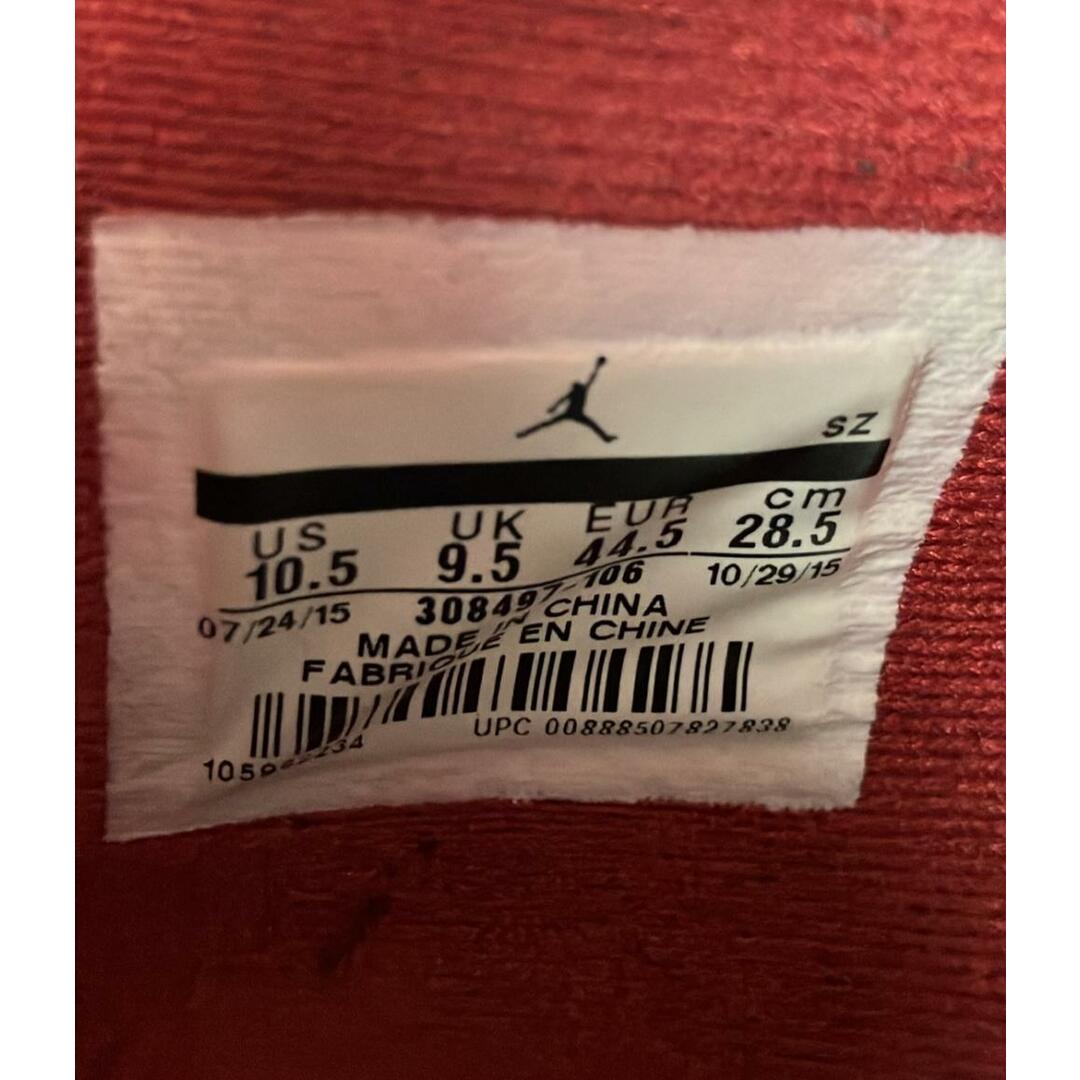 SZ
US UK EUR cm
10.5 9.5 44.5 28.5
07/24/15 308497-106 10/29/15
MADE IN CHINA
FABRIQUÉ EN CHINE
UPC 00888507827838